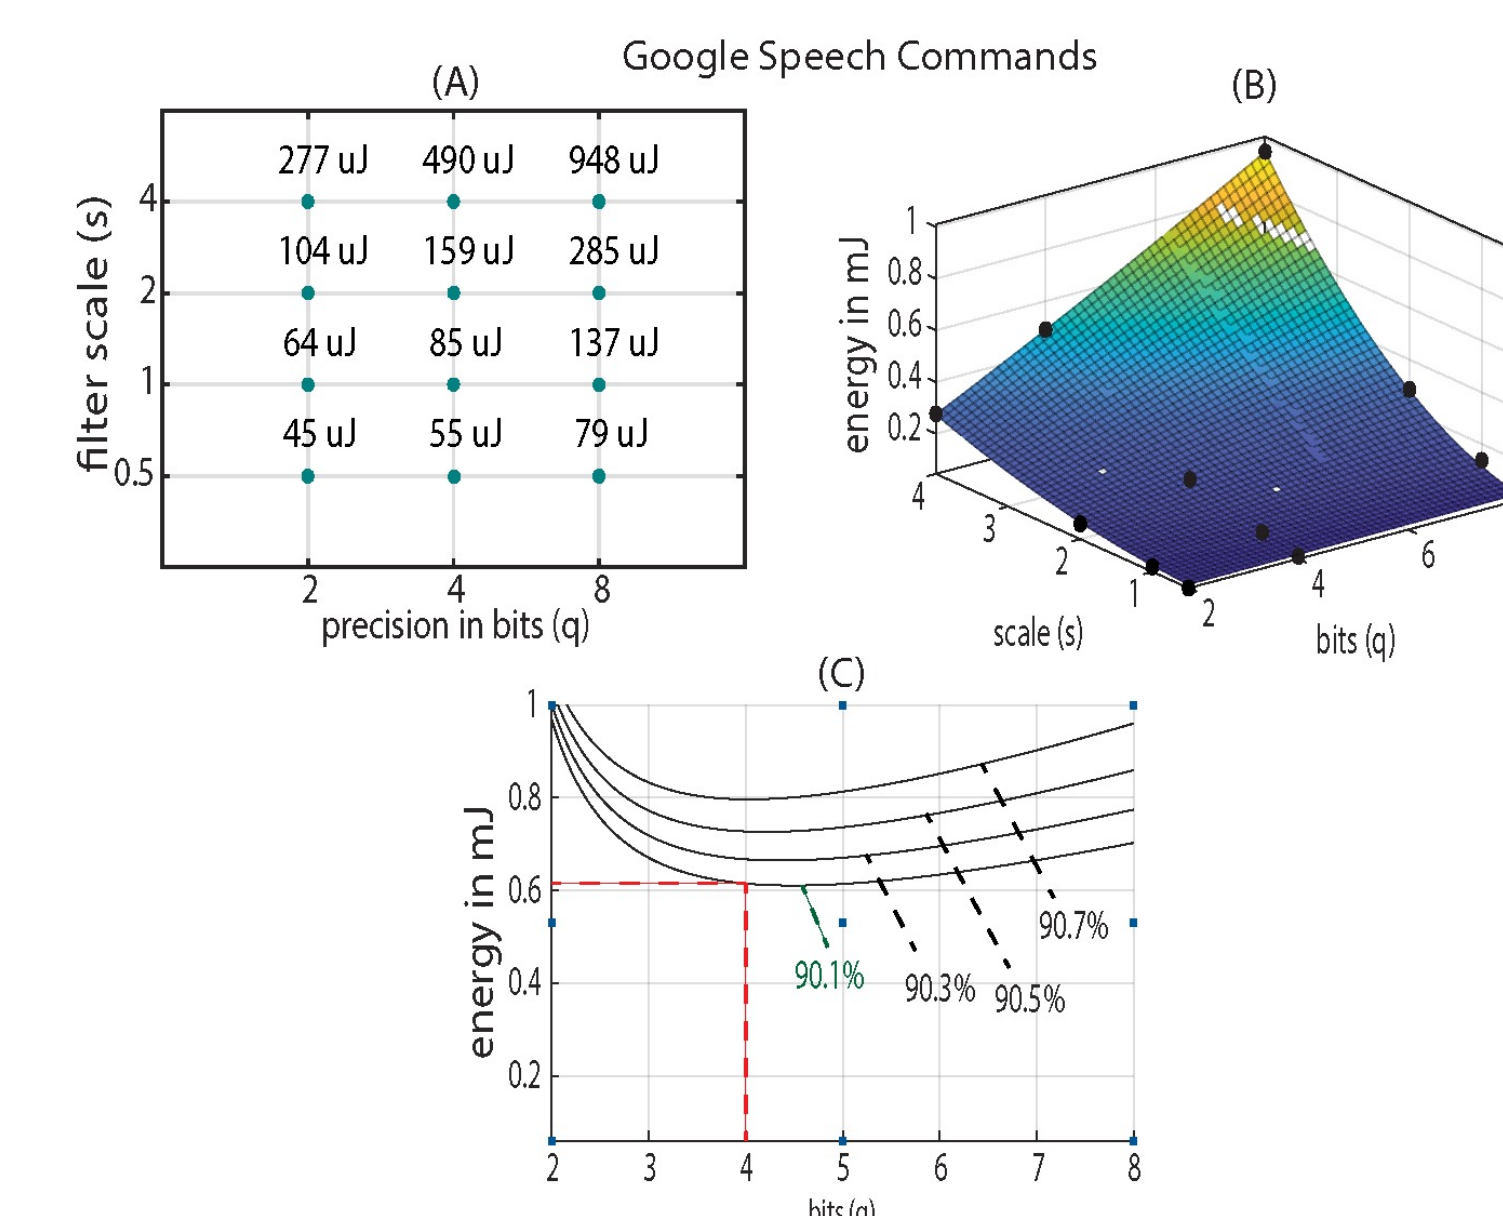 Google Speech Commands
(A)
277 uJ 490 uJ 948 uJ
4
104 uJ 159 uJ 285 uJ
2
64 uJ 85 uJ 137 uJ
1
45 uJ 55 uJ 79 uJ
0.5
filter scale (s)
2 4 8
precision in bits (q)
(B)
1
0.8
0.6
0.4
0.2
energy in mJ
4
3
2
1
scale (s)
2
4
6
bits (q)
(C)
1
0.8
0.6
0.4
0.2
energy in mJ
90.7%
90.1%
90.3%
90.5%
2 3 4 5 6 7 8
bits (q)